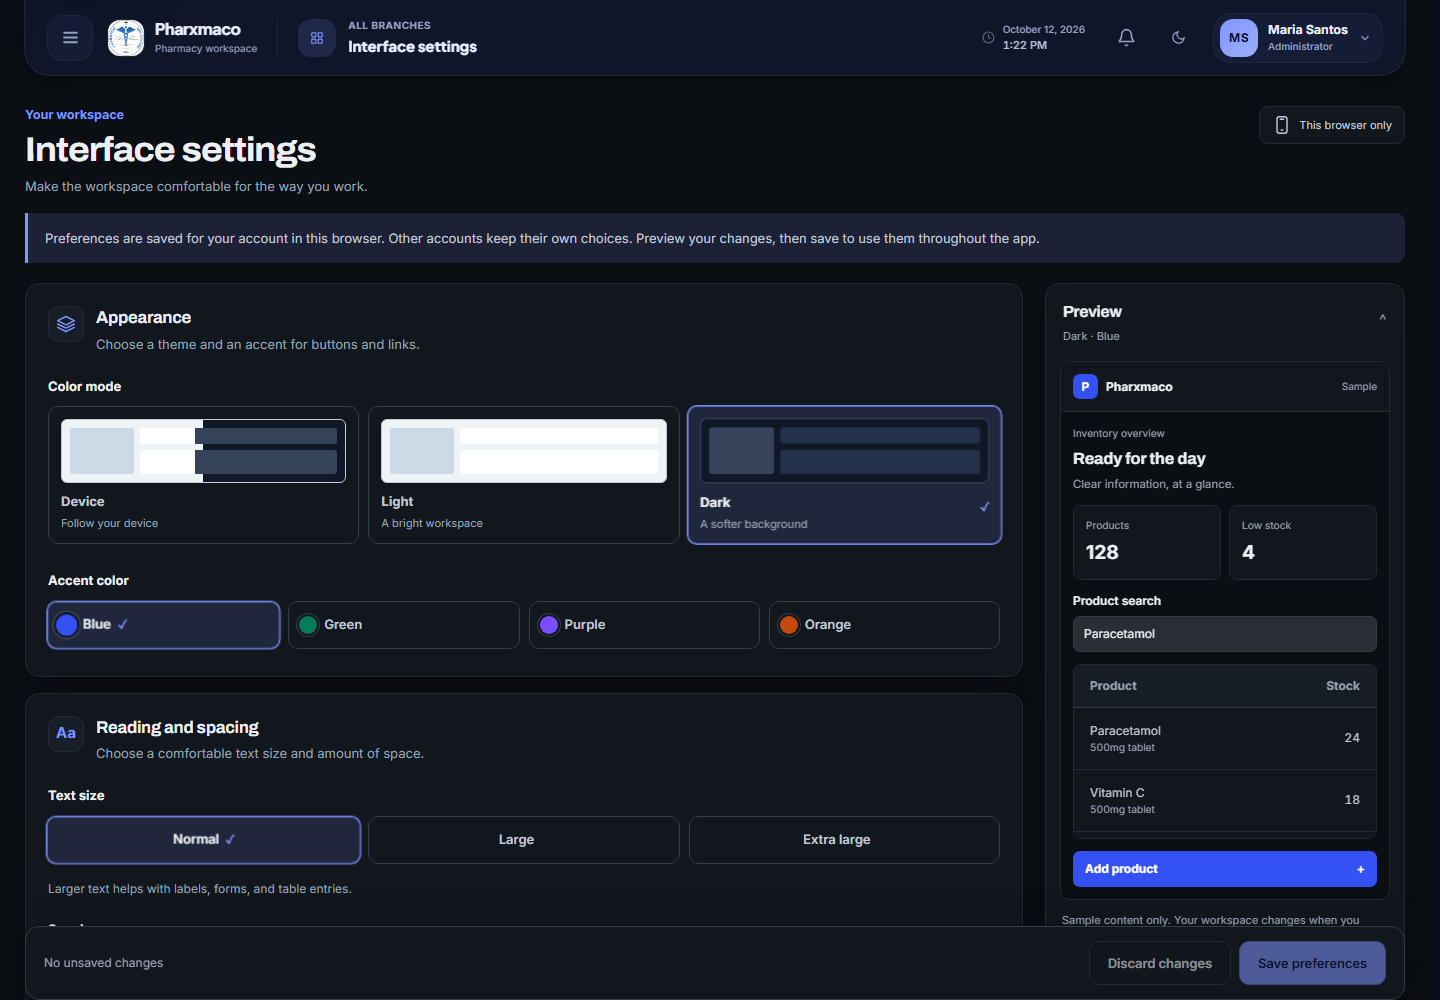 Pharxmaco
Pharmacy workspace
ALL BRANCHES
Interface settings
October 12, 2026
1:22 PM
MS
Maria Santos
Administrator
Your workspace
Interface settings
Make the workspace comfortable for the way you work.
This browser only
Preferences are saved for your account in this browser. Other accounts keep their own choices. Preview your changes, then save to use them throughout the app.
Appearance
Choose a theme and an accent for buttons and links.
Color mode
Device
Follow your device
Light
A bright workspace
Dark
A softer background
Accent color
Blue
Green
Purple
Orange
Aa
Reading and spacing
Choose a comfortable text size and amount of space.
Text size
Normal
Large
Extra large
Larger text helps with labels, forms, and table entries.
Preview
Dark · Blue
P
Pharxmaco
Sample
Inventory overview
Ready for the day
Clear information, at a glance.
Products
128
Low stock
4
Product search
Paracetamol
Product Stock
Paracetamol
500mg tablet
24
Vitamin C
500mg tablet
18
Add product +
Sample content only. Your workspace changes when you
No unsaved changes
Discard changes
Save preferences